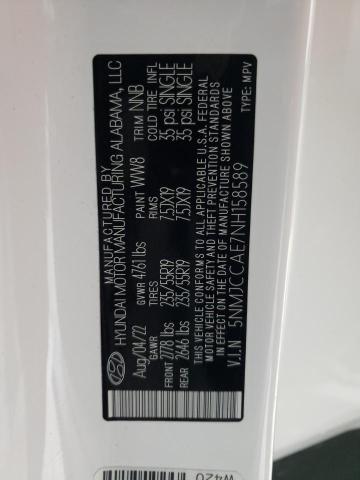 MANUFACTURED BY
HYUNDAI MOTOR MANUFACTURING ALABAMA, LLC
Aug/04/22 GVWR 4761 lbs PAINT WW8 TRIM NNB
GAWR TIRES RIMS COLD TIRE INFL
FRONT 2778 lbs 235/55R19 7.5JX19 35 psi SINGLE
REAR 2646 lbs 235/55R19 7.5JX19 35 psi SINGLE
THIS VEHICLE CONFORMS TO ALL APPLICABLE U.S.A. FEDERAL
MOTOR VEHICLE SAFETY AND THEFT PREVENTION STANDARDS
IN EFFECT ON THE DATE OF MANUFACTURE SHOWN ABOVE
V.I.N 5NMJCCAE7NH158589 TYPE: MPV
W420